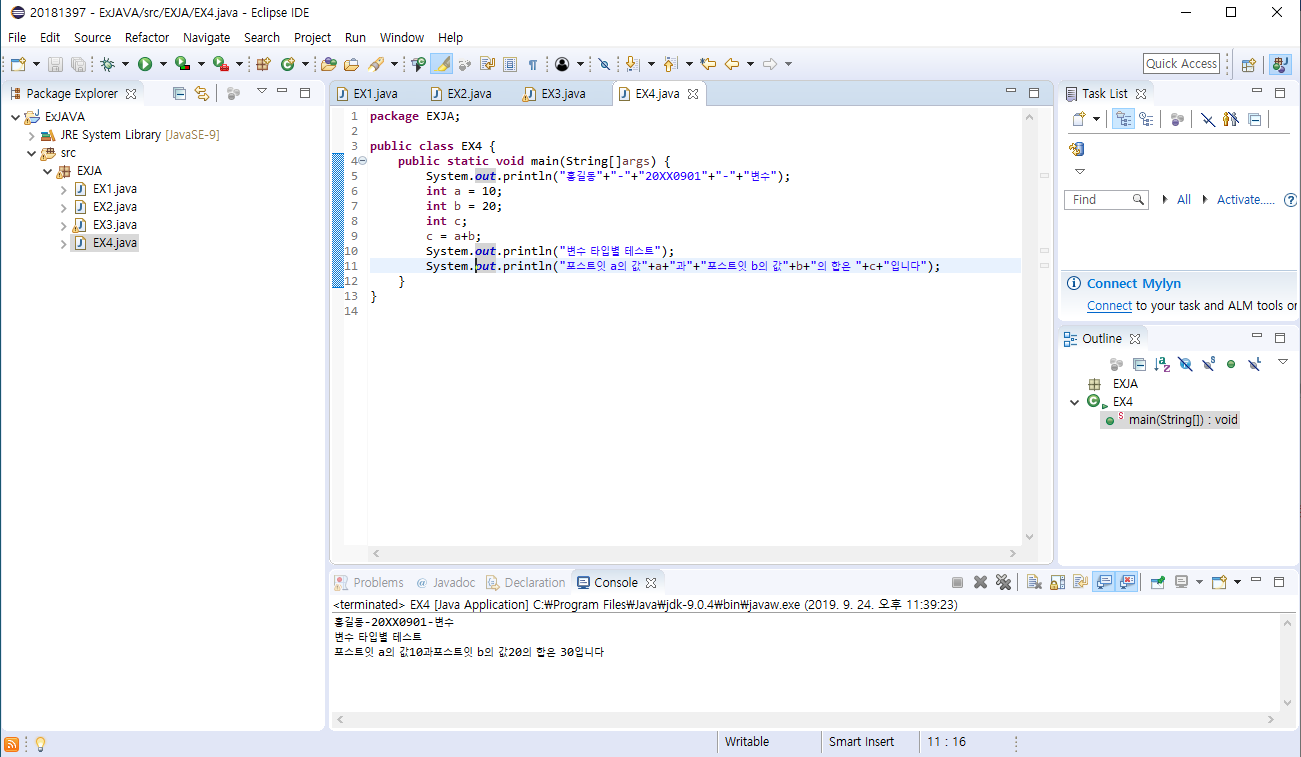 20181397 - ExJAVA/src/EXJA/EX4.java - Eclipse IDE
File Edit Source Refactor Navigate Search Project Run Window Help
Quick Access
Package Explorer
ExJAVA
JRE System Library [JavaSE-9]
src
EXJA
EX1.java
EX2.java
EX3.java
EX4.java
EX1.java EX2.java EX3.java EX4.java
1 package EXJA;
2
3 public class EX4 {
4 public static void main(String[]args) {
5 System.out.println("홍길동"+"-"+"20XX0901"+"-"+"변수");
6 int a = 10;
7 int b = 20;
8 int c;
9 c = a+b;
10 System.out.println("변수 타입별 테스트");
11 System.out.println("포스트잇 a의 값"+a+"과"+"포스트잇 b의 값"+b+"의 합은 "+c+"입니다");
12 }
13 }
14
Task List
Find All Activate.....
Connect Mylyn
Connect to your task and ALM tools or
Outline
EXJA
EX4
main(String[]) : void
Problems @ Javadoc Declaration Console
<terminated> EX4 [Java Application] C:₩Program Files₩Java₩jdk-9.0.4₩bin₩javaw.exe (2019. 9. 24. 오후 11:39:23)
홍길동-20XX0901-변수
변수 타입별 테스트
포스트잇 a의 값10과포스트잇 b의 값20의 합은 30입니다
Writable Smart Insert 11 : 16